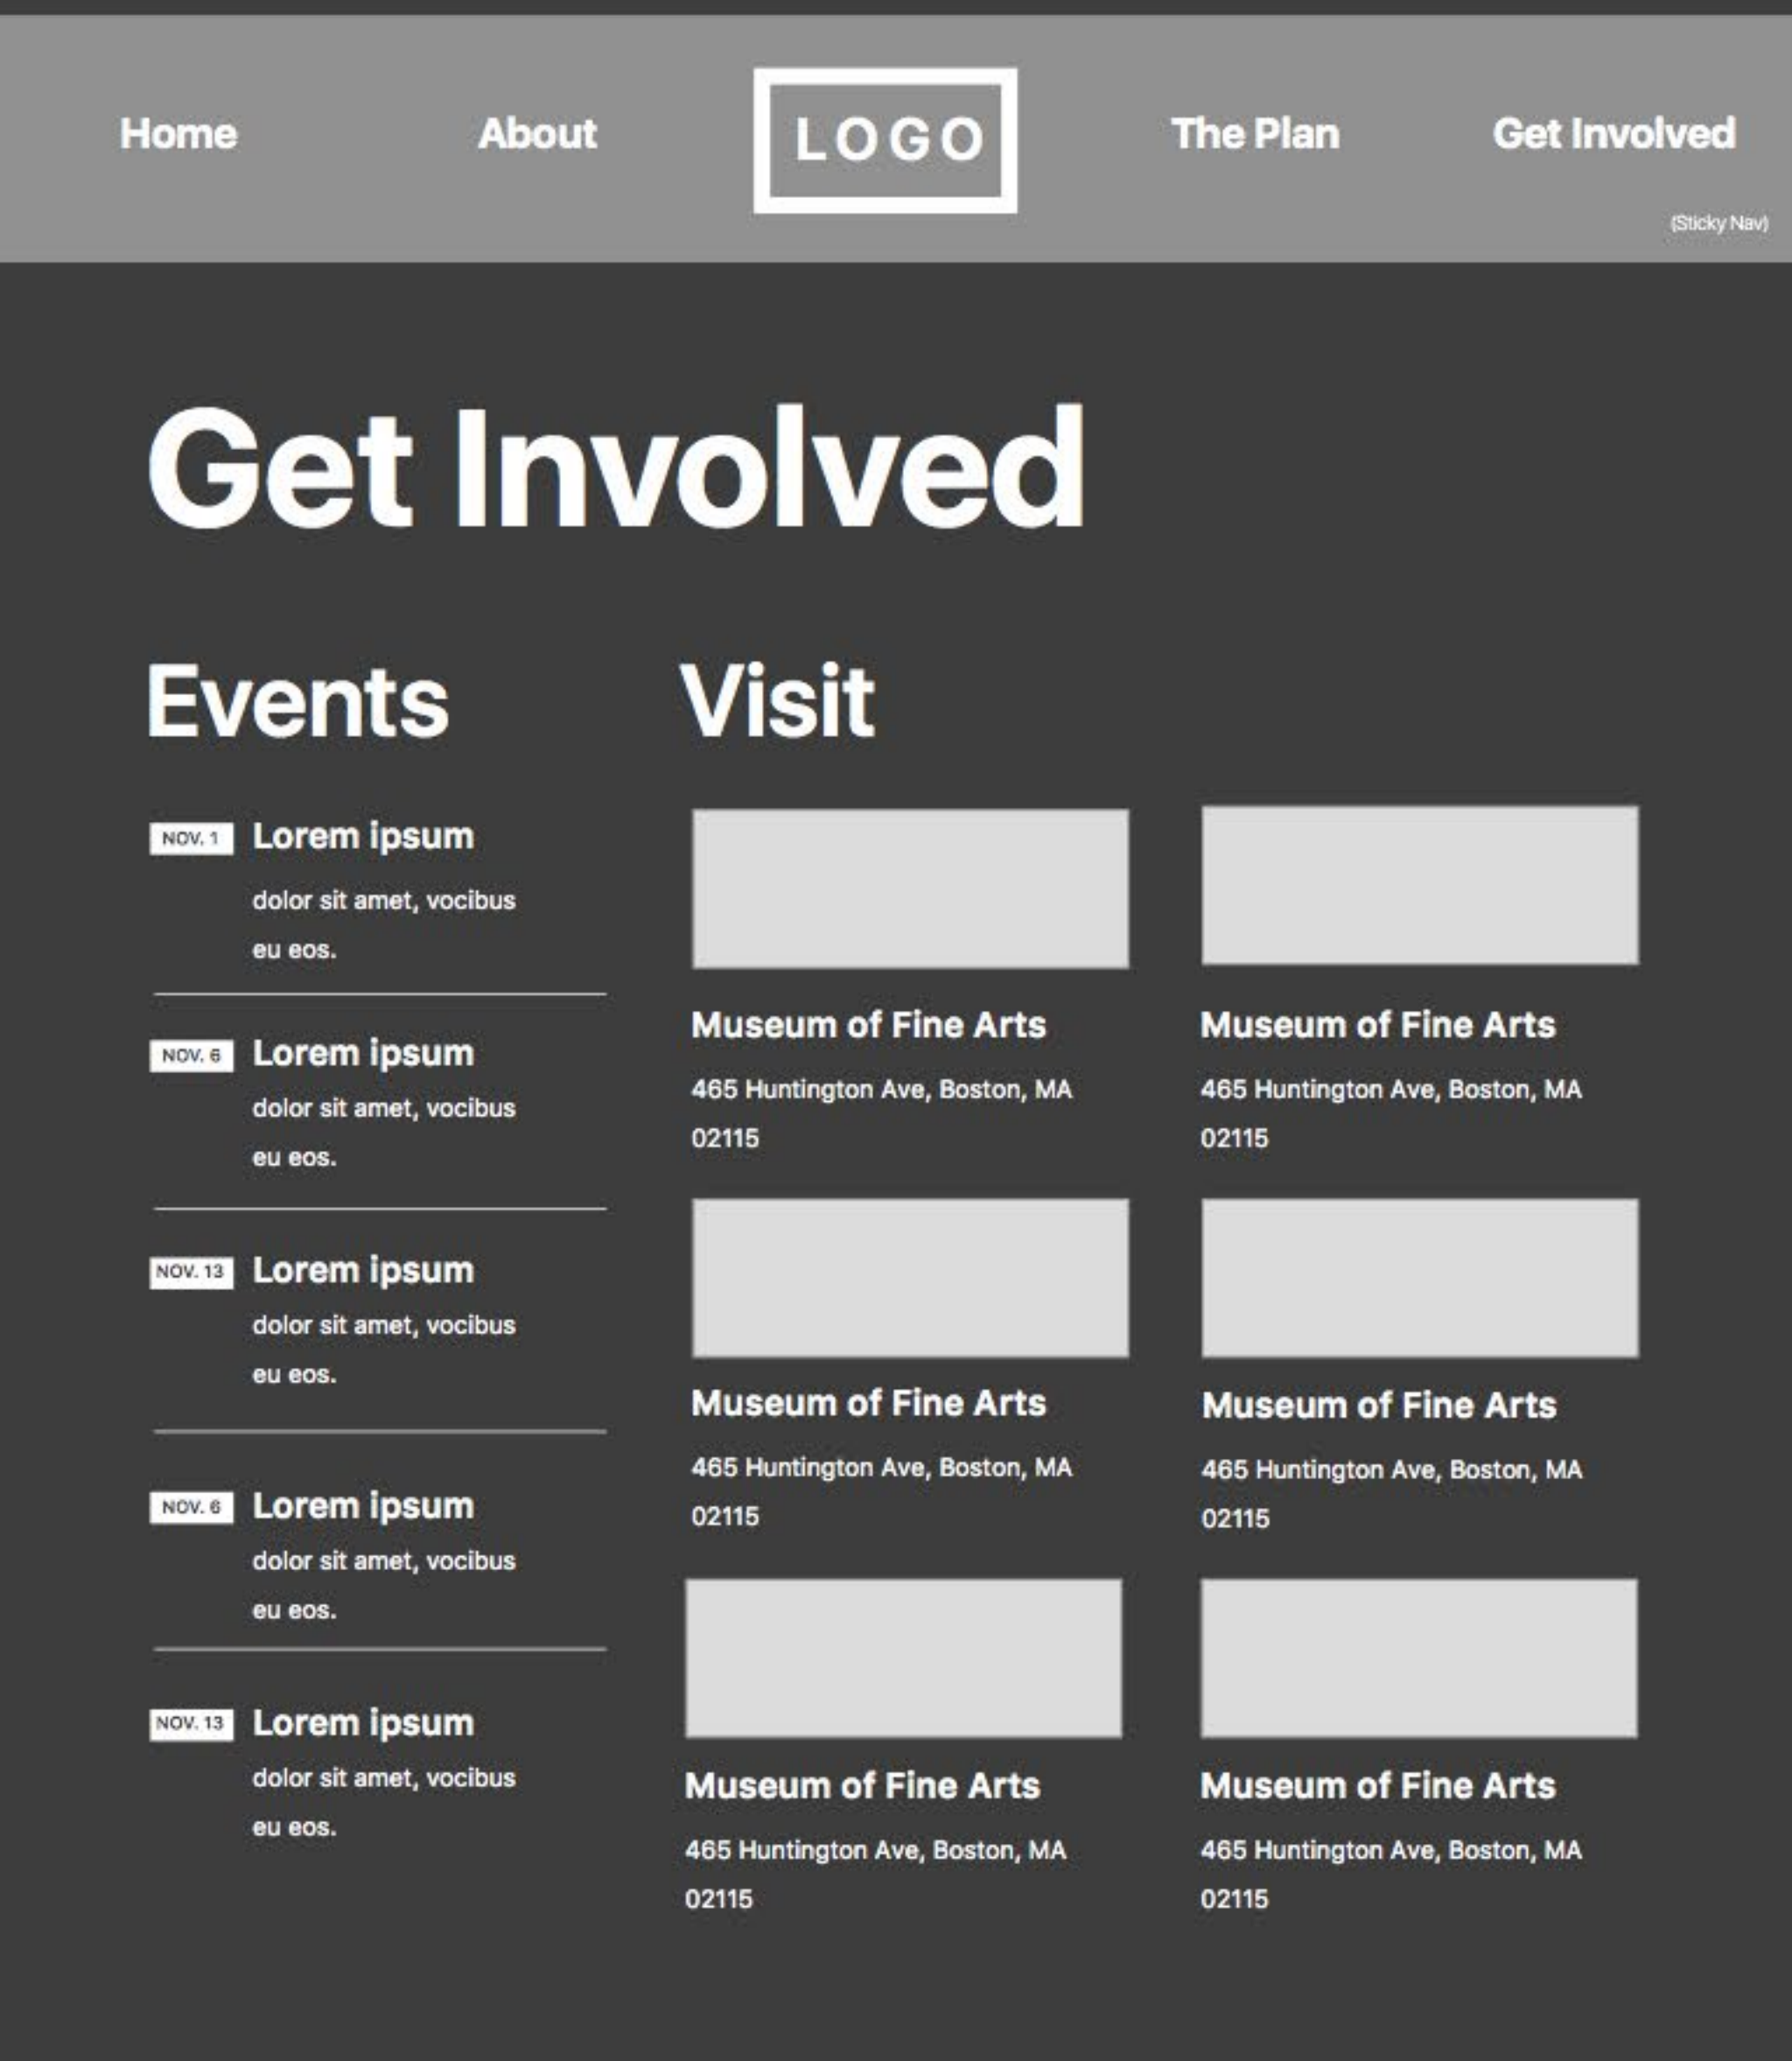 Home
About
LOGO
The Plan
Get Involved
(Sticky Nav)
Get Involved
Events
NOV. 1
Lorem ipsum
dolor sit amet, vocibus
eu eos.
NOV. 6
Lorem ipsum
dolor sit amet, vocibus
eu eos.
NOV. 13
Lorem ipsum
dolor sit amet, vocibus
eu eos.
NOV. 6
Lorem ipsum
dolor sit amet, vocibus
eu eos.
NOV. 13
Lorem ipsum
dolor sit amet, vocibus
eu eos.
Visit
Museum of Fine Arts
465 Huntington Ave, Boston, MA
02115
Museum of Fine Arts
465 Huntington Ave, Boston, MA
02115
Museum of Fine Arts
465 Huntington Ave, Boston, MA
02115
Museum of Fine Arts
465 Huntington Ave, Boston, MA
02115
Museum of Fine Arts
465 Huntington Ave, Boston, MA
02115
Museum of Fine Arts
465 Huntington Ave, Boston, MA
02115